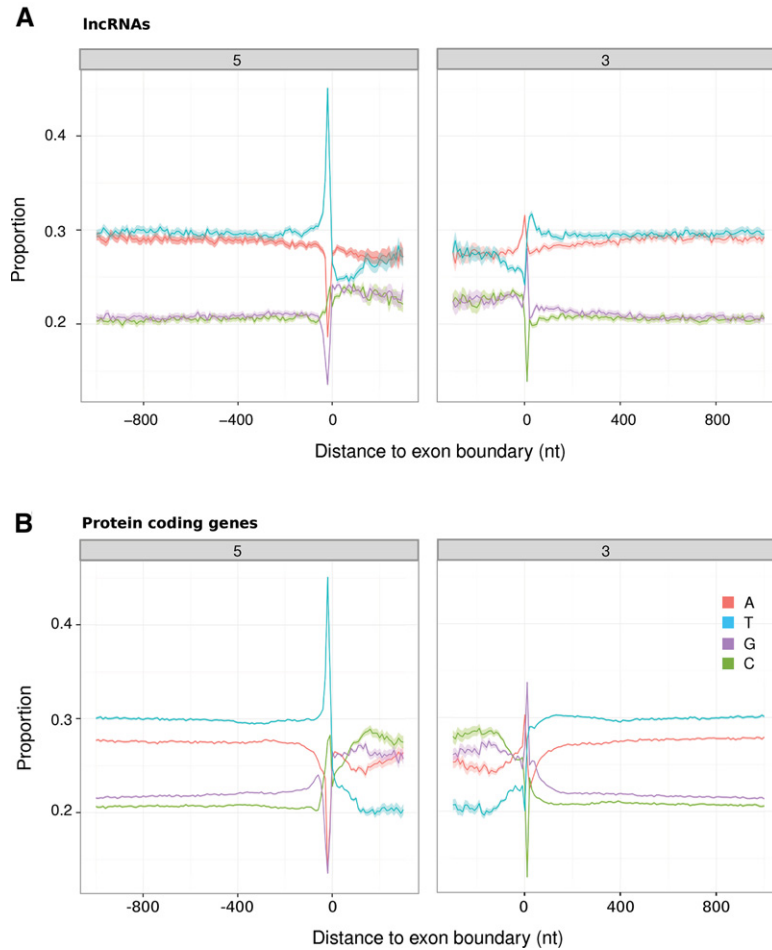 A lncRNAs
5 3
0.4
0.3
0.2
Proportion
−800 −400 0 0 400 800
Distance to exon boundary (nt)
B Protein coding genes
5 3
A
T
G
C
0.4
0.3
0.2
Proportion
-800 -400 0 0 400 800
Distance to exon boundary (nt)